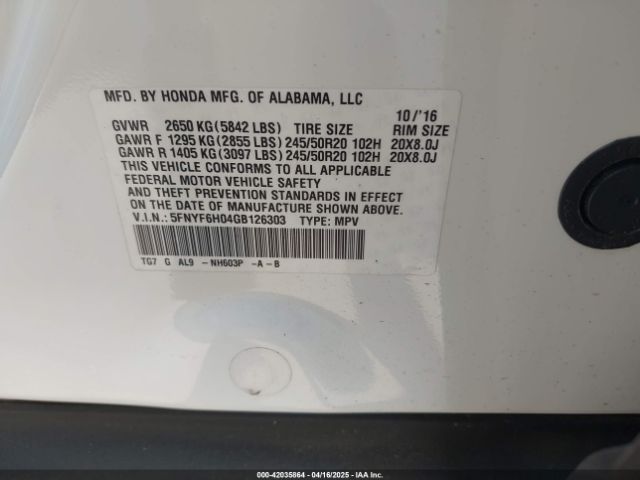 MFD. BY HONDA MFG. OF ALABAMA, LLC
10/'16
GVWR 2650 KG(5842 LBS) TIRE SIZE RIM SIZE
GAWR F 1295 KG(2855 LBS)245/50R20 102H 20X8.0J
GAWR R 1405 KG(3097 LBS)245/50R20 102H 20X8.0J
THIS VEHICLE CONFORMS TO ALL APPLICABLE
FEDERAL MOTOR VEHICLE SAFETY
AND THEFT PREVENTION STANDARDS IN EFFECT
ON THE DATE OF MANUFACTURE SHOWN ABOVE.
V.I.N.: 5FNYF6H04GB126303 TYPE: MPV
TG7 G AL9 -NH603P -A-B
000-42035864 - 04/16/2025 - IAA Inc.